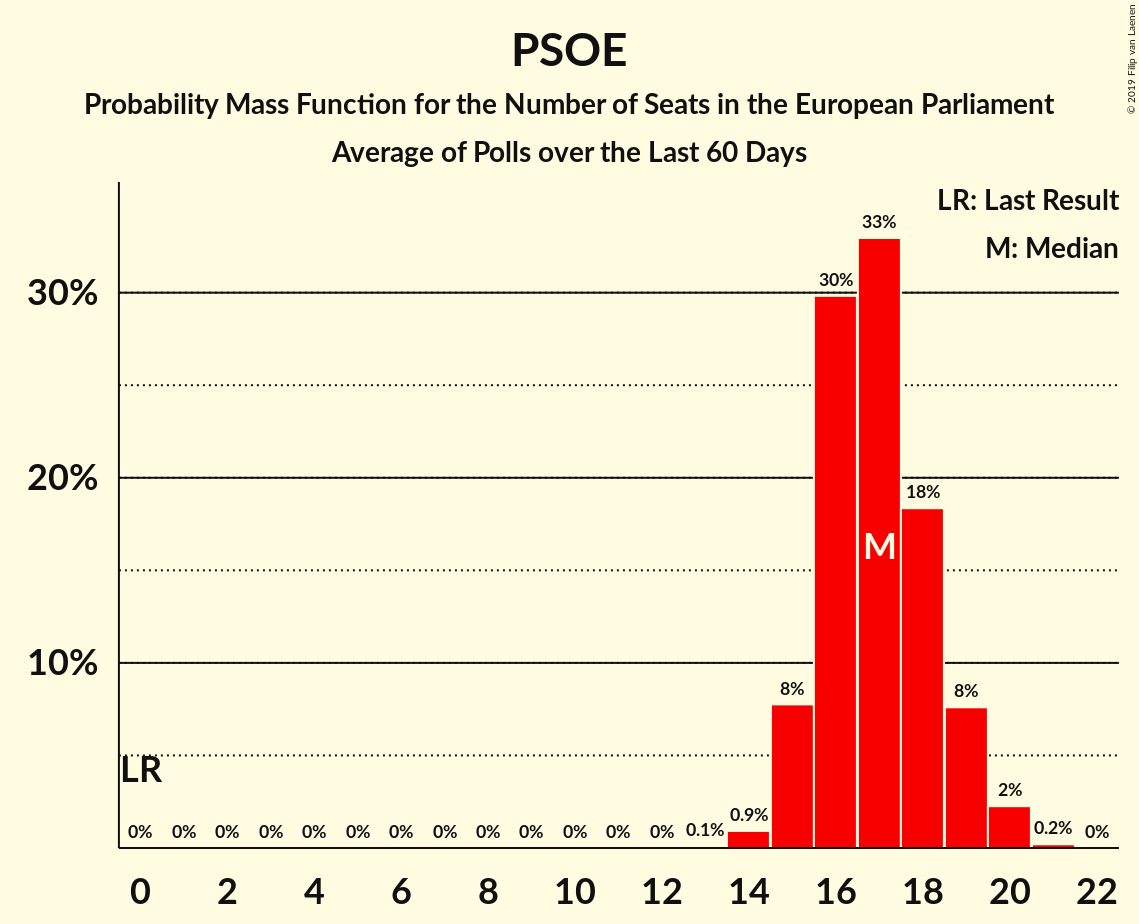 PSOE
Probability Mass Function for the Number of Seats in the European Parliament
Average of Polls over the Last 60 Days
© 2019 Filip van Laenen
LR: Last Result
M: Median
33%
30%
30%
20%
18%
M
10%
8%
8%
LR
2%
0% 0% 0% 0% 0% 0% 0% 0% 0% 0% 0% 0% 0% 0.1% 0.9% 0.2% 0%
0 2 4 6 8 10 12 14 16 18 20 22